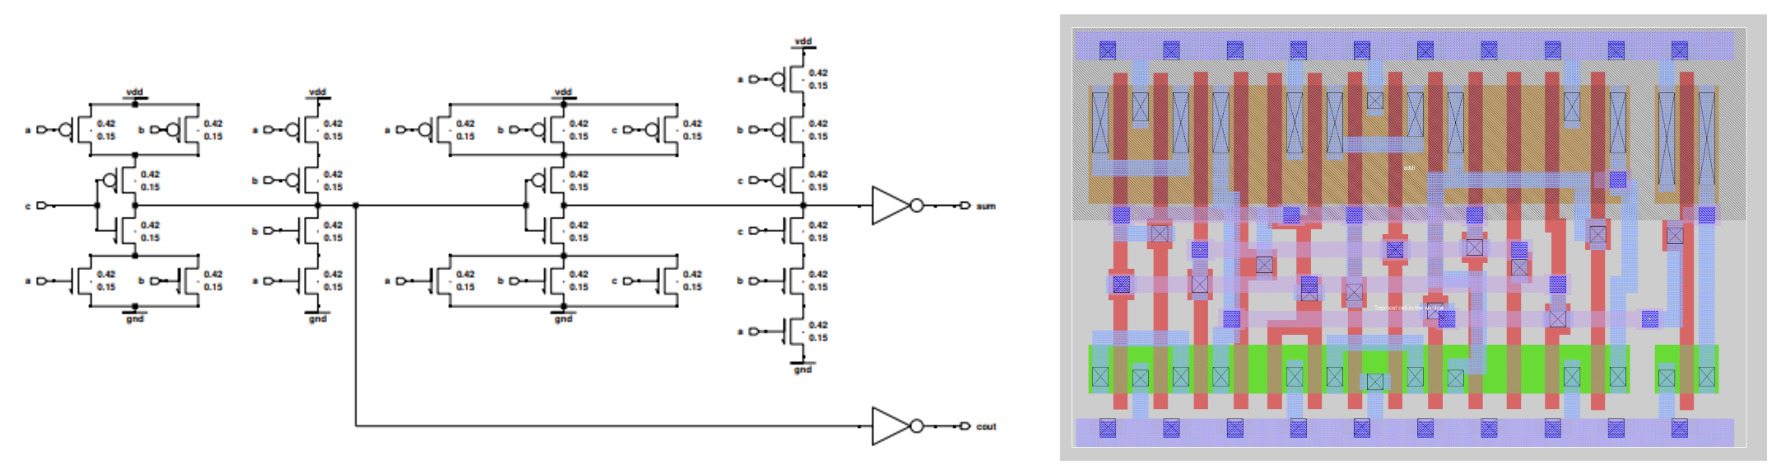 vdd
a 0.42 0.15
vdd vdd vdd
a 0.42 0.15 b 0.42 0.15 a 0.42 0.15 a 0.42 0.15 b 0.42 0.15 c 0.42 0.15 b 0.42 0.15
0.42 0.15 b 0.42 0.15 0.42 0.15 c 0.42 0.15
c sum
0.42 0.15 b 0.42 0.15 0.42 0.15 c 0.42 0.15
a 0.42 0.15 b 0.42 0.15 a 0.42 0.15 a 0.42 0.15 b 0.42 0.15 c 0.42 0.15 b 0.42 0.15
gnd gnd gnd
a 0.42 0.15
gnd
cout